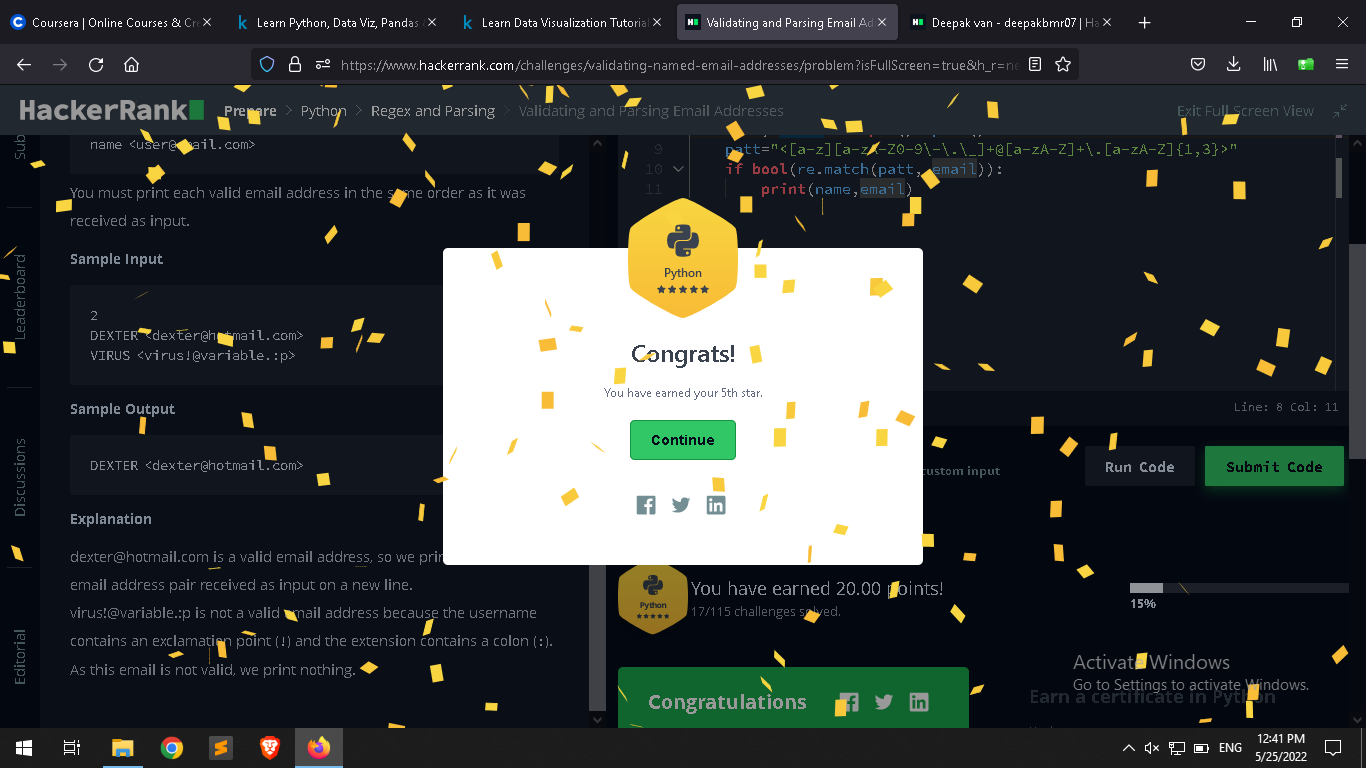 Coursera | Online Courses & Cre
Learn Python, Data Viz, Pandas &
Learn Data Visualization Tutorial
Validating and Parsing Email Ad
Deepak van - deepakbmr07 | Ha
https://www.hackerrank.com/challenges/validating-named-email-addresses/problem?isFullScreen=true&h_r=ne
HackerRank
Prepare > Python > Regex and Parsing > Validating and Parsing Email Addresses
Exit Full Screen View
Sub
Leaderboard
Discussions
Editorial
name <user@email.com>
You must print each valid email address in the same order as it was
received as input.
Sample Input
2
DEXTER <dexter@hotmail.com>
VIRUS <virus!@variable.:p>
Sample Output
DEXTER <dexter@hotmail.com>
Explanation
dexter@hotmail.com is a valid email address, so we prin
email address pair received as input on a new line.
virus!@variable.:p is not a valid email address because the username
contains an exclamation point (!) and the extension contains a colon (:).
As this email is not valid, we print nothing.
9 patt="<[a-z][a-zA-Z0-9\-\.\_]+@[a-zA-Z]+\.[a-zA-Z]{1,3}>"
10 if bool(re.match(patt, email)):
11 print(name,email)
Line: 8 Col: 11
custom input
Run Code
Submit Code
Python
Congrats!
You have earned your 5th star.
Continue
Python
You have earned 20.00 points!
17/115 challenges solved.
15%
Congratulations
Earn a certificate in Python
Activate Windows
Go to Settings to activate Windows.
ENG
12:41 PM
5/25/2022